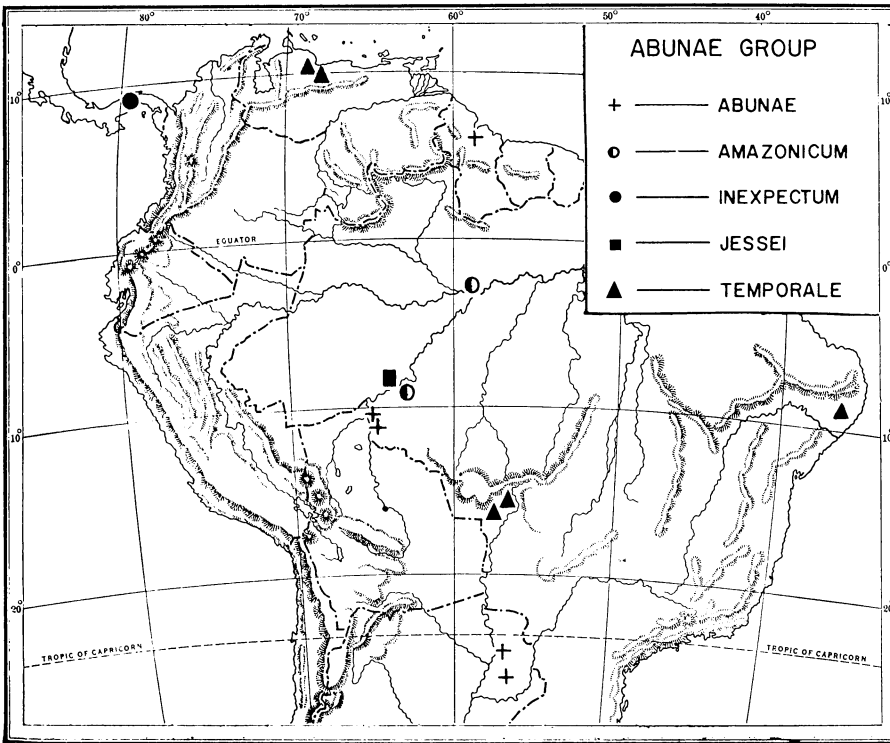 80° 70° 60° 50° 40°
ABUNAE GROUP
ABUNAE
AMAZONICUM
INEXPECTUM
JESSEI
TEMPORALE
10°
EQUATOR
0° 0°
10° 10°
20° 20°
TROPIC OF CAPRICORN TROPIC OF CAPRICORN